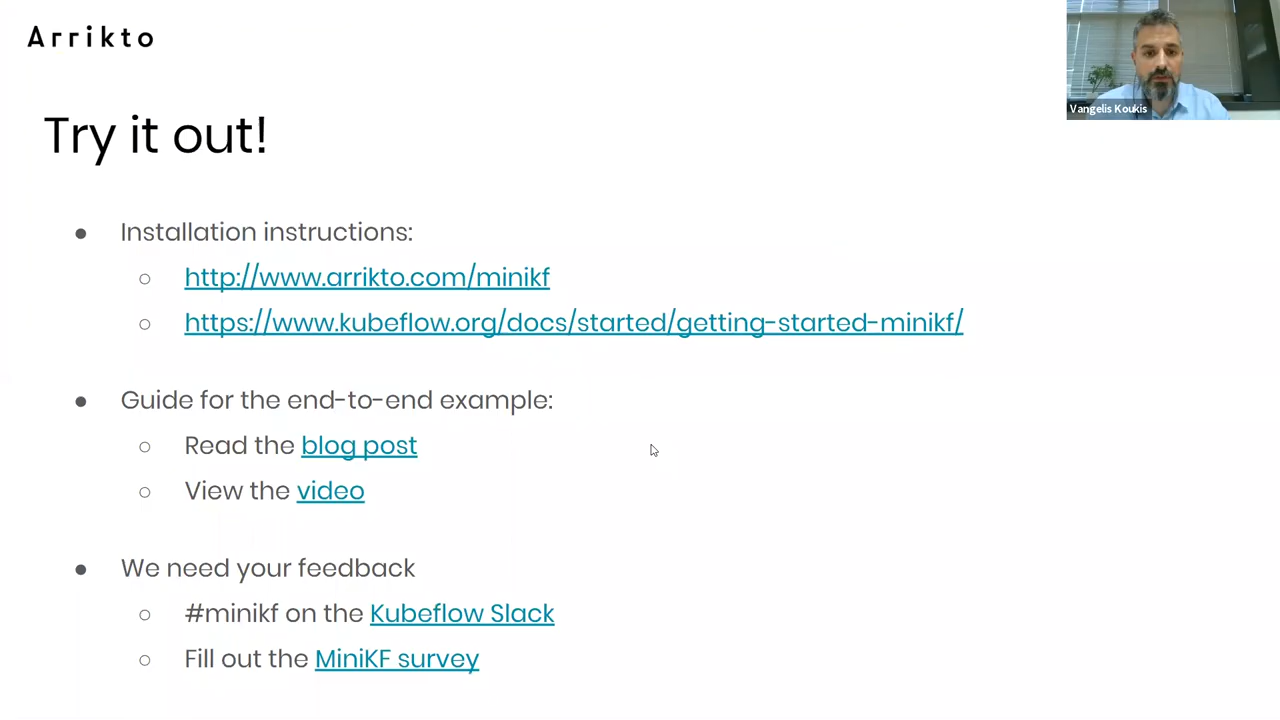 Arrikto
Vangelis Koukis
Try it out!
● Installation instructions:
○ http://www.arrikto.com/minikf
○ https://www.kubeflow.org/docs/started/getting-started-minikf/
● Guide for the end-to-end example:
○ Read the blog post
○ View the video
● We need your feedback
○ #minikf on the Kubeflow Slack
○ Fill out the MiniKF survey